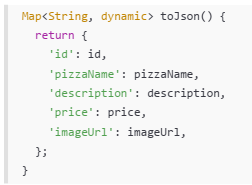 Map<String, dynamic> toJson() {
  return {
    'id': id,
    'pizzaName': pizzaName,
    'description': description,
    'price': price,
    'imageUrl': imageUrl,
  };
}